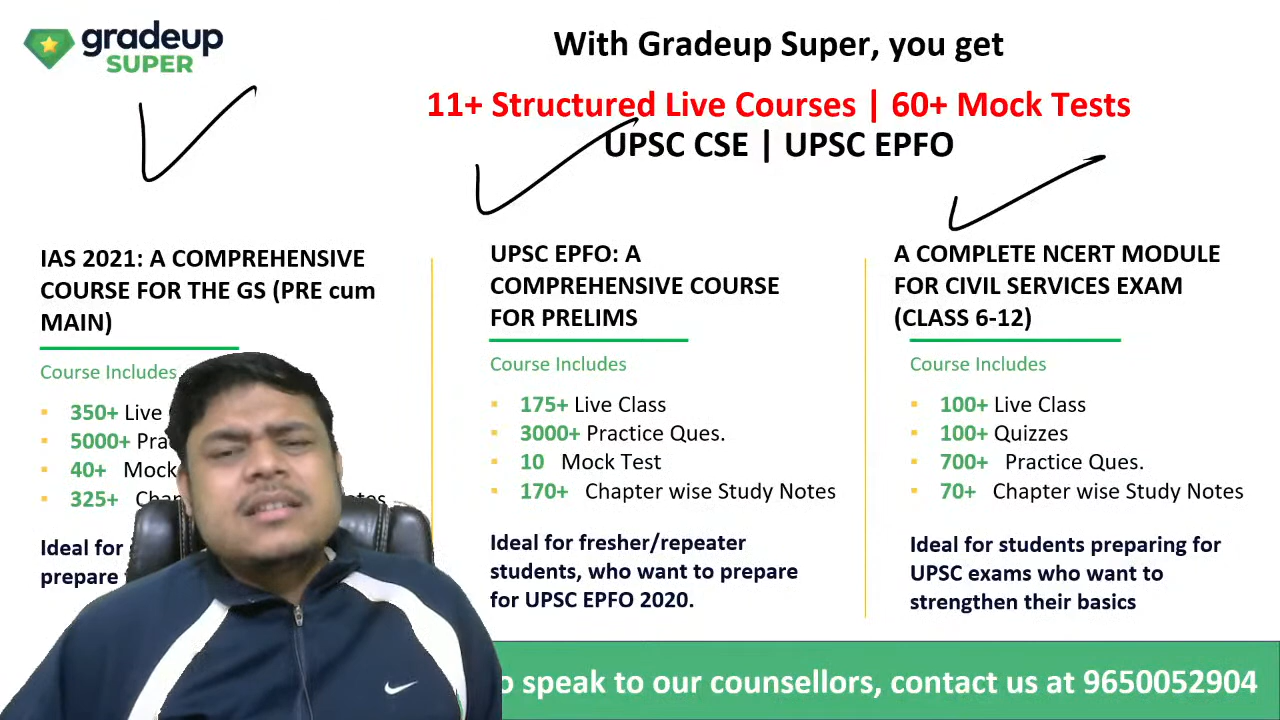 gradeup
SUPER
With Gradeup Super, you get
11+ Structured Live Courses | 60+ Mock Tests
UPSC CSE | UPSC EPFO
IAS 2021: A COMPREHENSIVE
COURSE FOR THE GS (PRE cum
MAIN)
Course Includes
350+ Live
5000+
40+ Mock
325+
Ideal for
prepare
UPSC EPFO: A
COMPREHENSIVE COURSE
FOR PRELIMS
Course Includes
175+ Live Class
3000+ Practice Ques.
10 Mock Test
170+ Chapter wise Study Notes
Ideal for fresher/repeater
students, who want to prepare
for UPSC EPFO 2020.
A COMPLETE NCERT MODULE
FOR CIVIL SERVICES EXAM
(CLASS 6-12)
Course Includes
100+ Live Class
100+ Quizzes
700+ Practice Ques.
70+ Chapter wise Study Notes
Ideal for students preparing for
UPSC exams who want to
strengthen their basics
speak to our counsellors, contact us at 9650052904